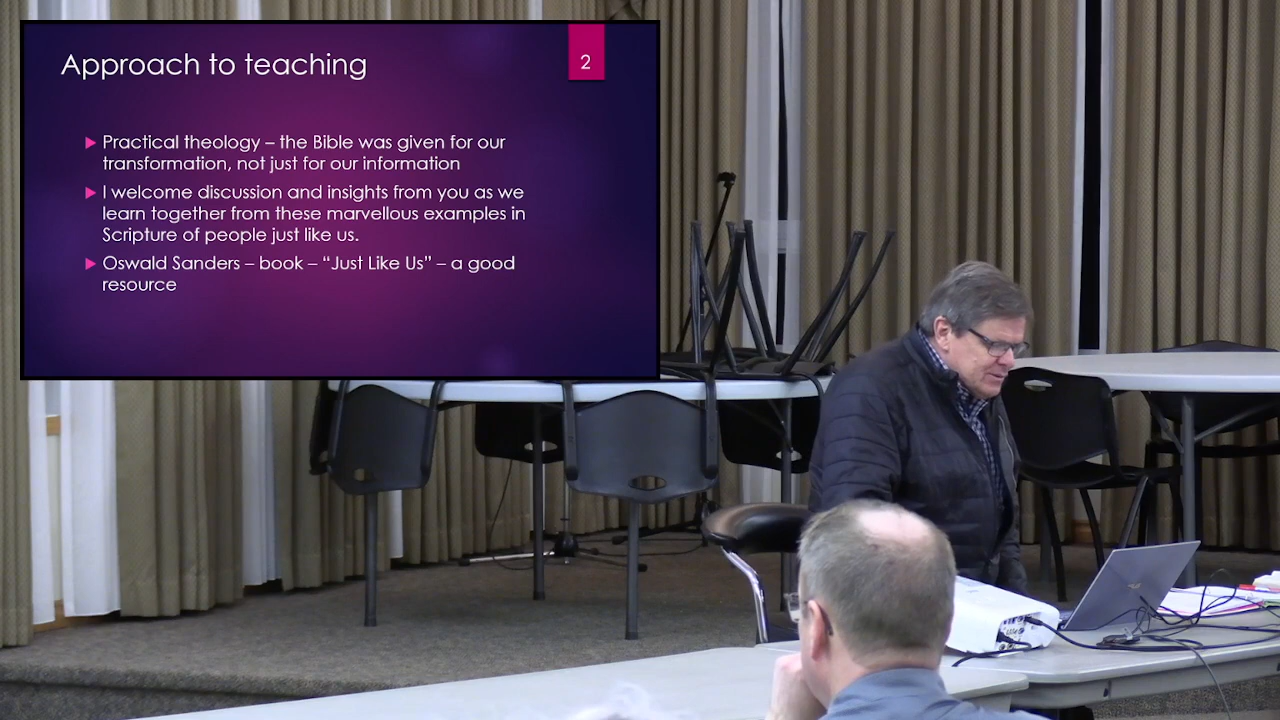 Approach to teaching
2
Practical theology – the Bible was given for our
transformation, not just for our information
I welcome discussion and insights from you as we
learn together from these marvellous examples in
Scripture of people just like us.
Oswald Sanders – book – “Just Like Us” – a good
resource